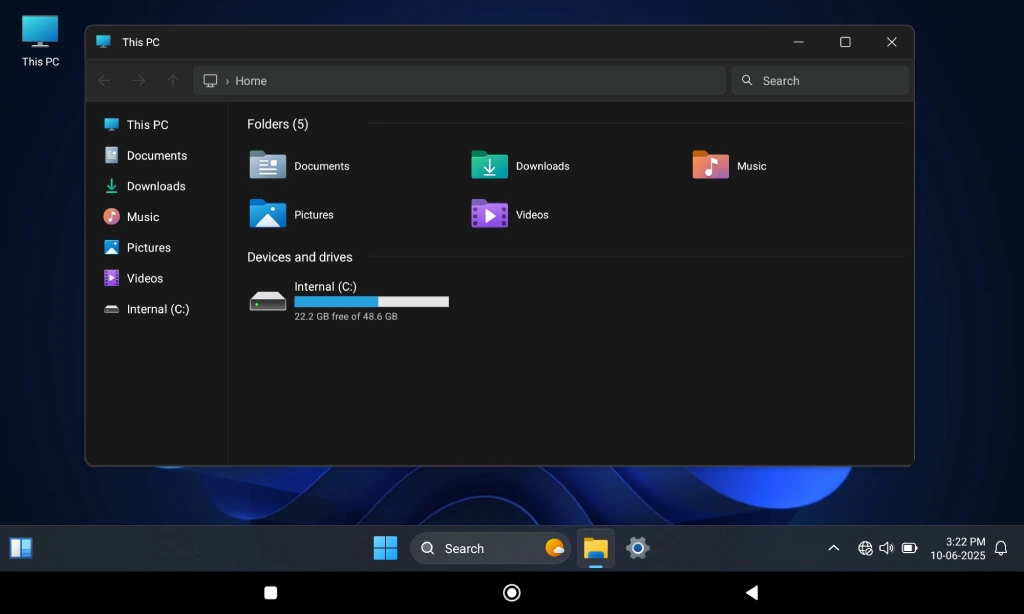 This PC
This PC
Home
Search
This PC
Documents
Downloads
Music
Pictures
Videos
Internal (C:)
Folders (5)
Documents
Downloads
Music
Pictures
Videos
Devices and drives
Internal (C:)
22.2 GB free of 48.6 GB
Search
3:22 PM
10-06-2025